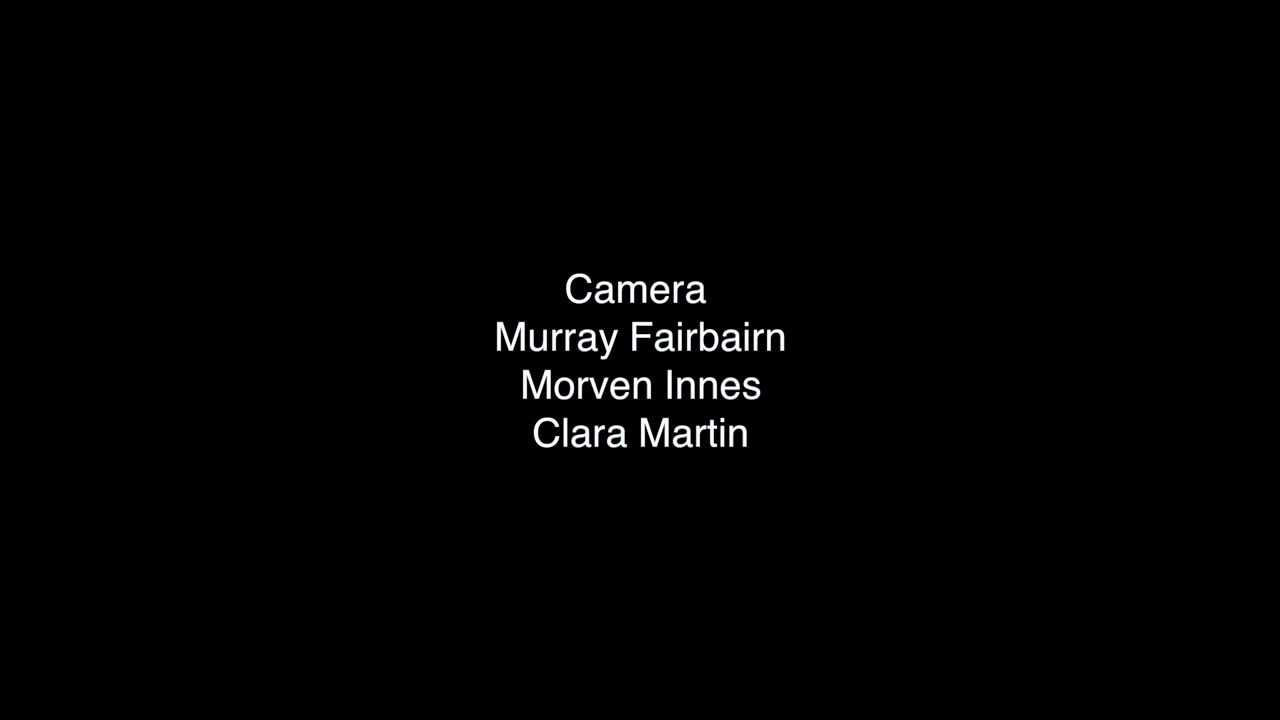 Camera
Murray Fairbairn
Morven Innes
Clara Martin